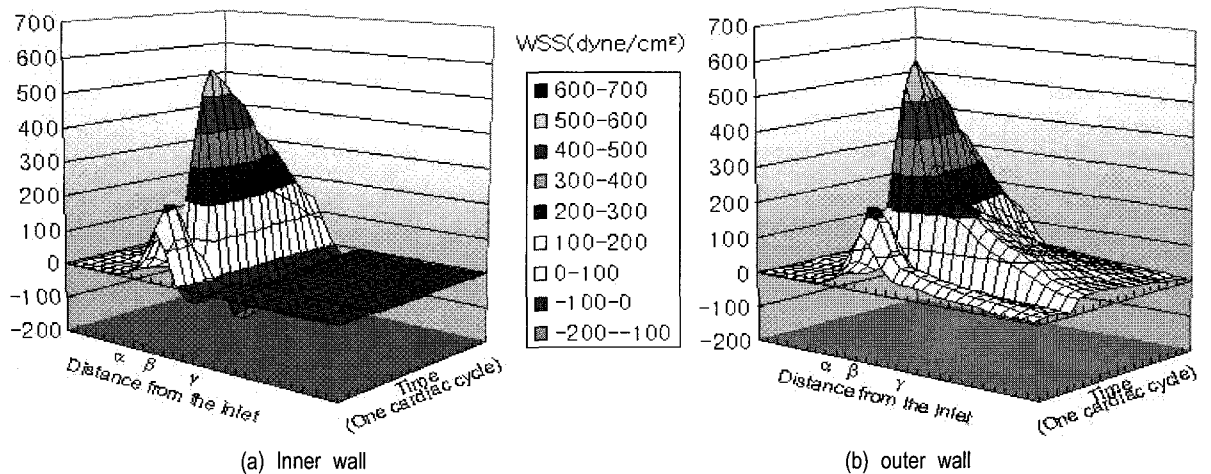 700
600
500
400
300
200
100
0
-100
-200
α β γ
Distance from the Inlet
Time
(One cardiac cycle)
(a) Inner wall
WSS(dyne/cm²)
600-700
500-600
400-500
300-400
200-300
100-200
0-100
-100-0
-200--100
700
600
500
400
300
200
100
0
-100
-200
α β γ
Distance from the Inlet
Time
(One cardiac cycle)
(b) outer wall